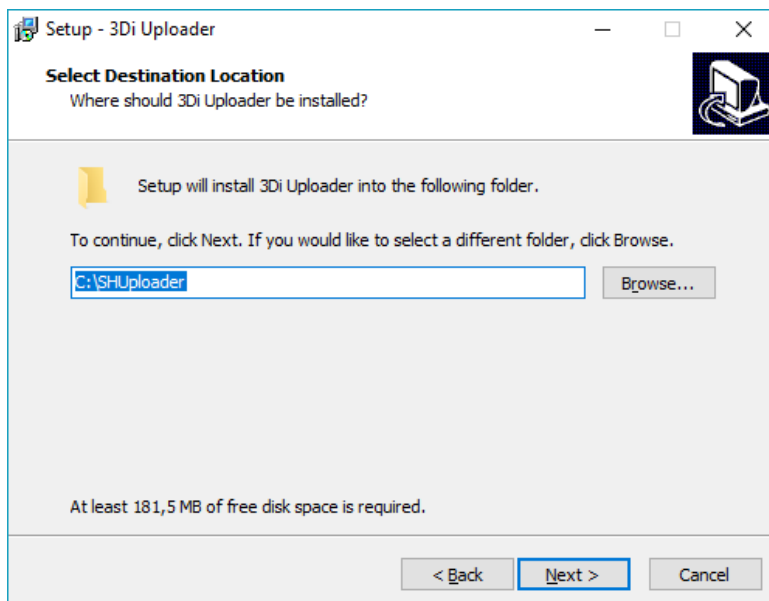 Setup - 3Di Uploader
Select Destination Location
Where should 3Di Uploader be installed?
Setup will install 3Di Uploader into the following folder.
To continue, click Next. If you would like to select a different folder, click Browse.
C:\SHUploader
Browse...
At least 181,5 MB of free disk space is required.
< Back
Next >
Cancel